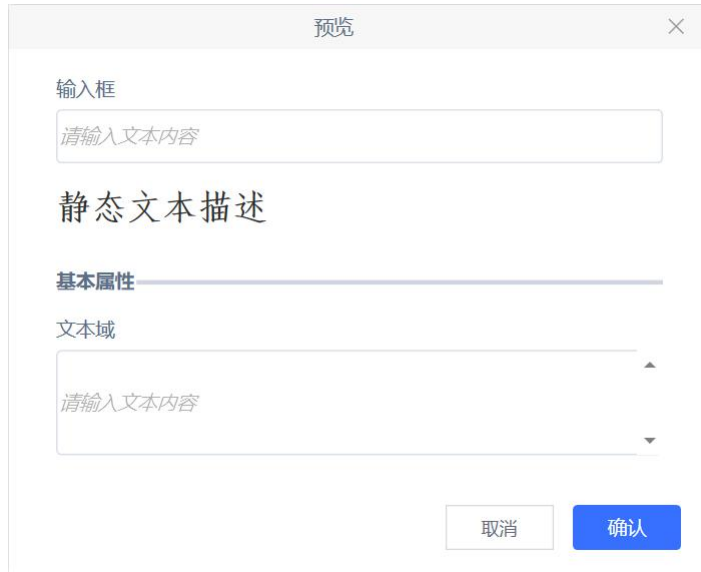 预览
输入框
请输入文本内容
静态文本描述
基本属性
文本域
请输入文本内容
取消 确认